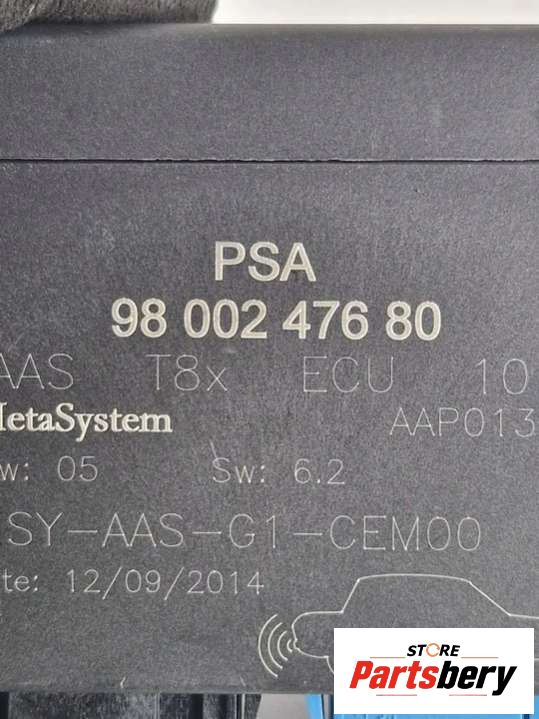 PSA
98 002 476 80
AAS T8x ECU 10
MetaSystem AAP013
w: 05 Sw: 6.2
SY-AAS-G1-CEM00
te: 12/09/2014
STORE
Partsbery